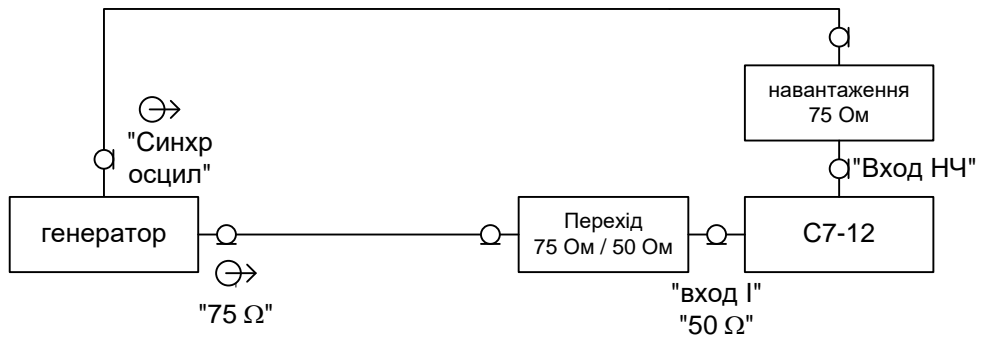 навантаження
75 Ом
"Синхр
осцил"
"Вход НЧ"
генератор
Перехід
75 Ом / 50 Ом
С7-12
"75 Ω"
"вход I"
"50 Ω"